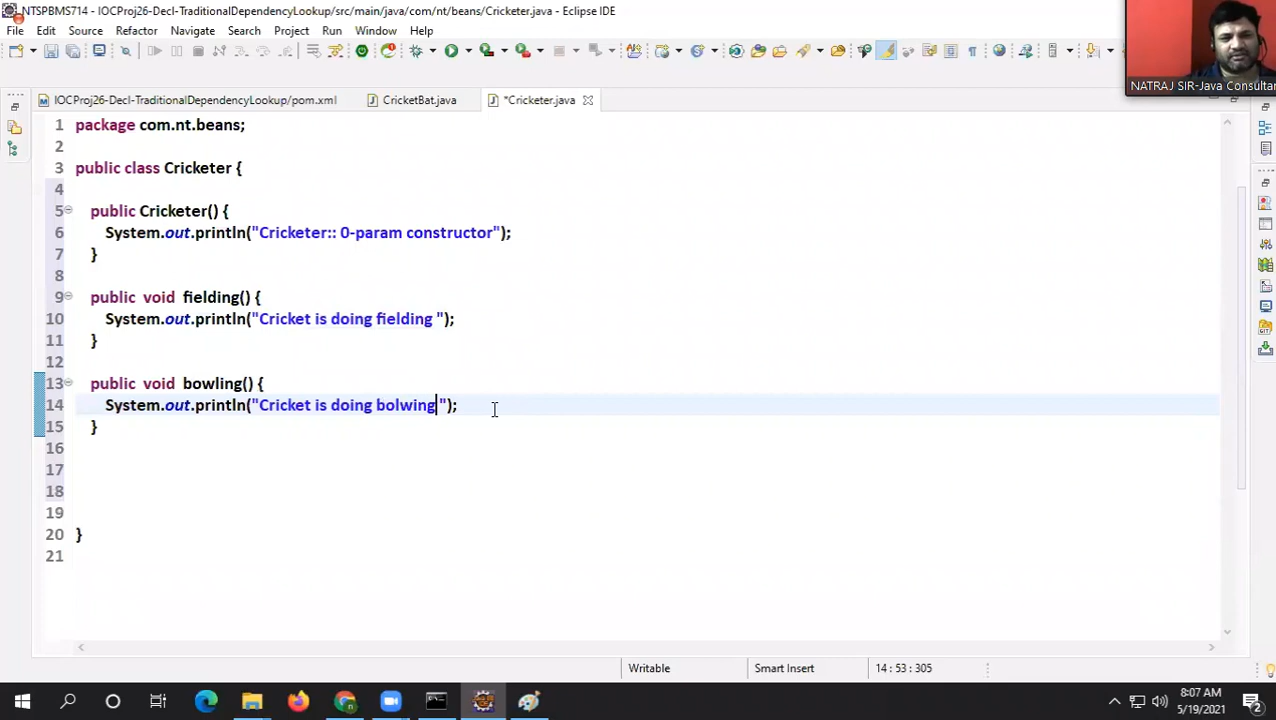 NTSPBMS714 - IOCProj26-Decl-TraditionalDependencyLookup/src/main/java/com/nt/beans/Cricketer.java - Eclipse IDE
File Edit Source Refactor Navigate Search Project Run Window Help
NATRAJ SIR-Java Consultan
IOCProj26-Decl-TraditionalDependencyLookup/pom.xml CricketBat.java *Cricketer.java
1 package com.nt.beans;
2
3 public class Cricketer {
4
5 public Cricketer() {
6 System.out.println("Cricketer:: 0-param constructor");
7 }
8
9 public void fielding() {
10 System.out.println("Cricket is doing fielding ");
11 }
12
13 public void bowling() {
14 System.out.println("Cricket is doing bolwing ");
15 }
16
17
18
19
20 }
21
Writable Smart Insert 14 : 53 : 305
8:07 AM
5/19/2021
2